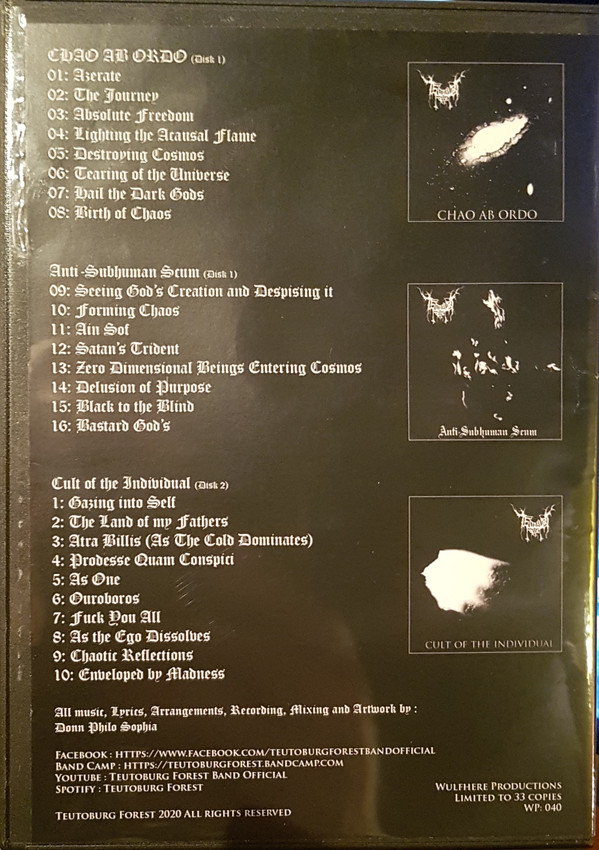 CHAO AB ORDO (Disk 1)
01: Azerate
02: The Journey
03: Absolute Freedom
04: Lighting the Acausal Flame
05: Destroying Cosmos
06: Tearing of the Universe
07: Hail the Dark Gods
08: Birth of Chaos
CHAO AB ORDO
Anti-Subhuman Scum (Disk 1)
09: Seeing God's Creation and Despising it
10: Forming Chaos
11: Ain Sof
12: Satan's Trident
13: Zero Dimensional Beings Entering Cosmos
14: Delusion of Purpose
15: Black to the Blind
16: Bastard God's
Anti-Subhuman Scum
Cult of the Individual (Disk 2)
1: Gazing into Self
2: The Land of my Fathers
3: Atra Billis (As The Cold Dominates)
4: Prodesse Quam Conspici
5: As One
6: Ouroboros
7: Fuck You All
8: As the Ego Dissolves
9: Chaotic Reflections
10: Enveloped by Madness
CULT OF THE INDIVIDUAL
All music, Lyrics, Arrangements, Recording, Mixing and Artwork by :
Donn Philo Sophia
Facebook : https://www.facebook.com/teutoburgforestbandofficial
Band Camp : https://teutoburgforest.bandcamp.com
Youtube : Teutoburg Forest Band Official
Spotify : Teutoburg Forest
Teutoburg Forest 2020 All rights reserved
Wulfhere Productions
Limited to 33 copies
WP: 040